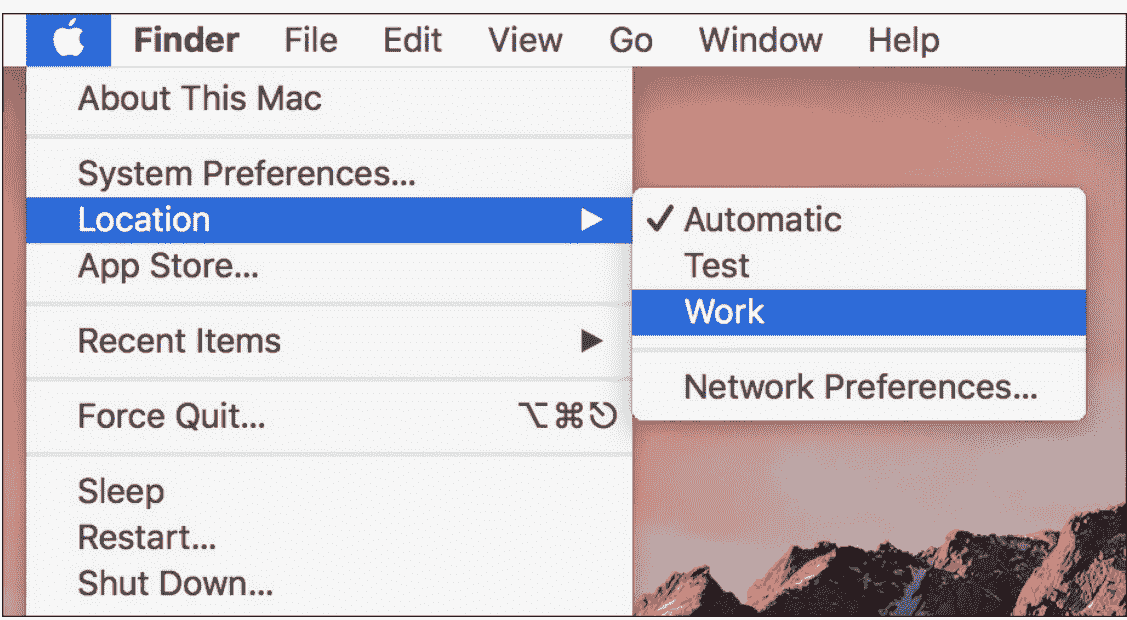 Finder File Edit View Go Window Help
About This Mac
System Preferences...
Location
App Store...
Recent Items
Force Quit... ⌥⌘⎋
Sleep
Restart...
Shut Down...
✓ Automatic
Test
Work
Network Preferences...